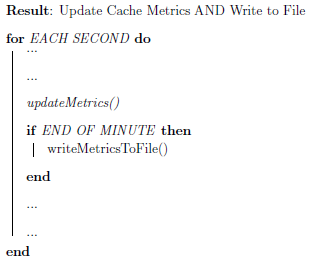 Result: Update Cache Metrics AND Write to File
for EACH SECOND do
...
...
updateMetrics()
if END OF MINUTE then
writeMetricsToFile()
end
...
...
end